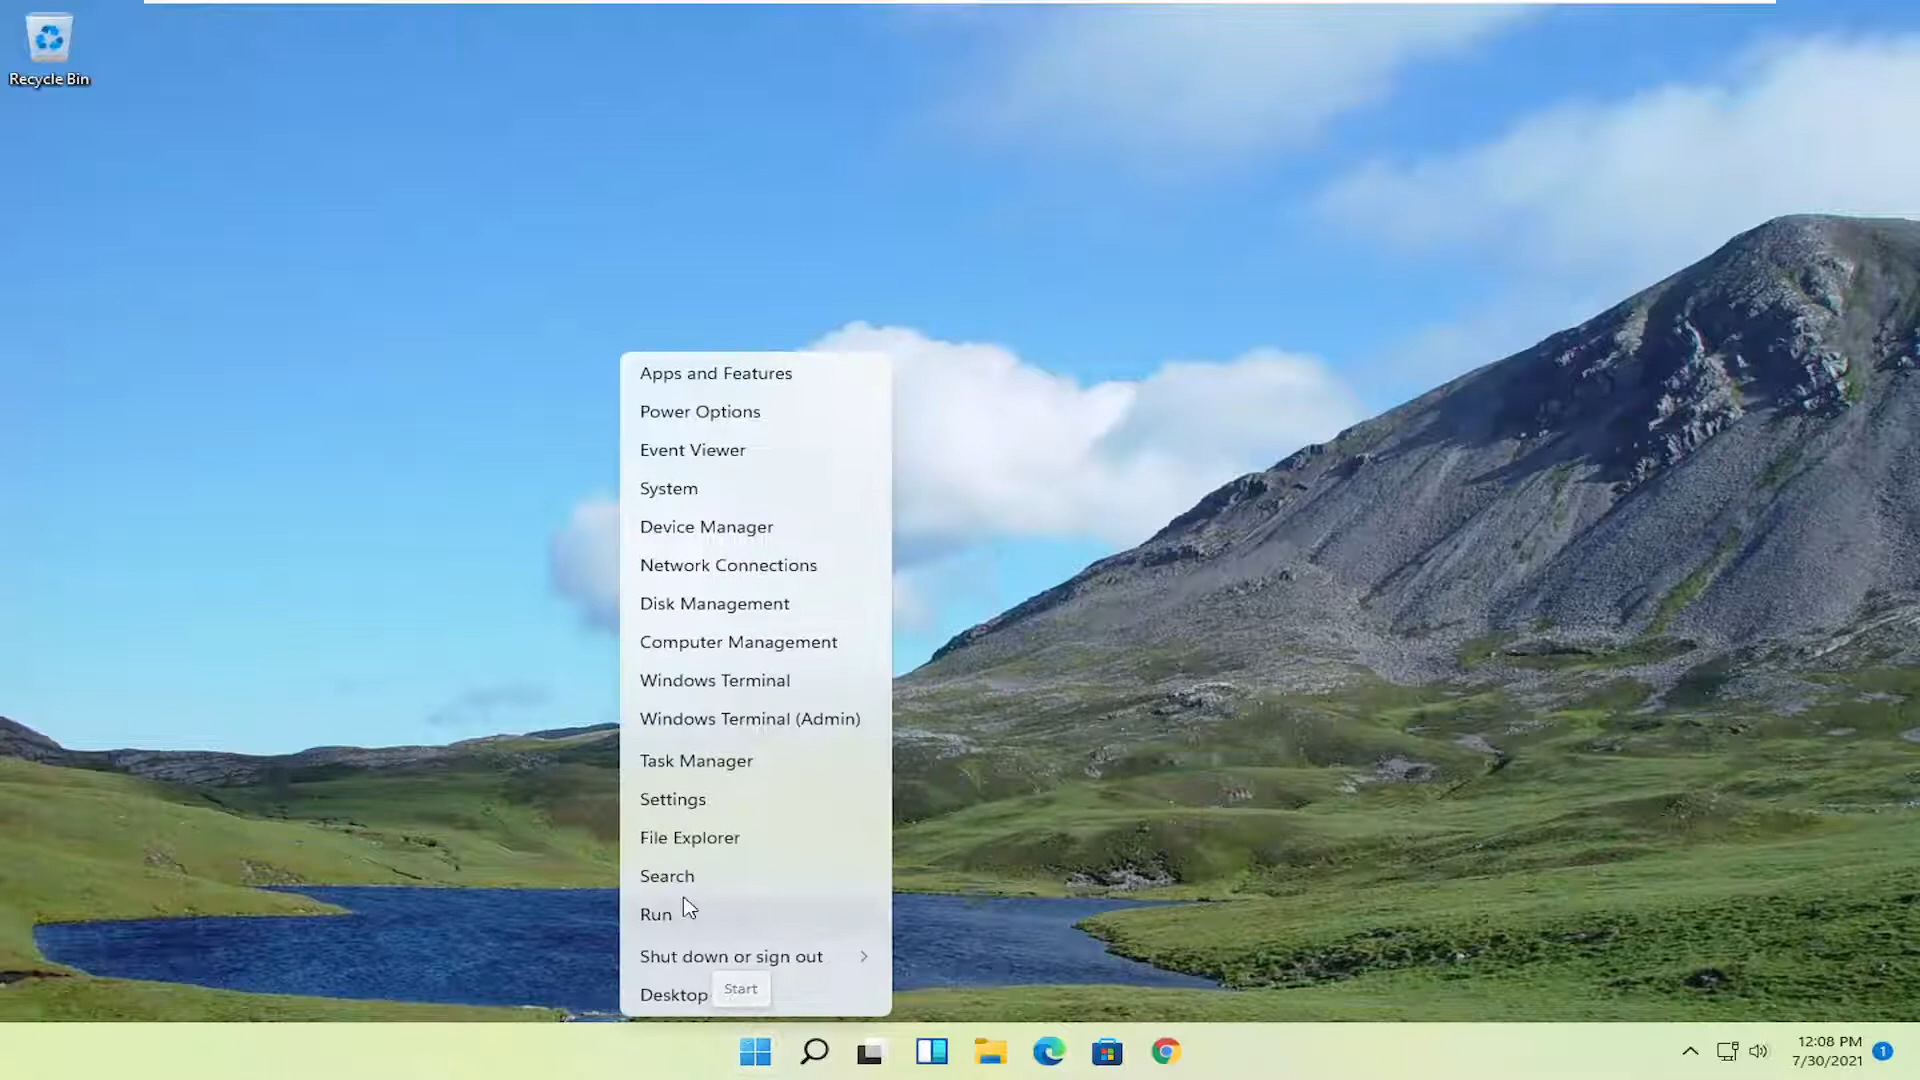 Recycle Bin
Apps and Features
Power Options
Event Viewer
System
Device Manager
Network Connections
Disk Management
Computer Management
Windows Terminal
Windows Terminal (Admin)
Task Manager
Settings
File Explorer
Search
Run
Shut down or sign out
Desktop
Start
12:08 PM
7/30/2021
1